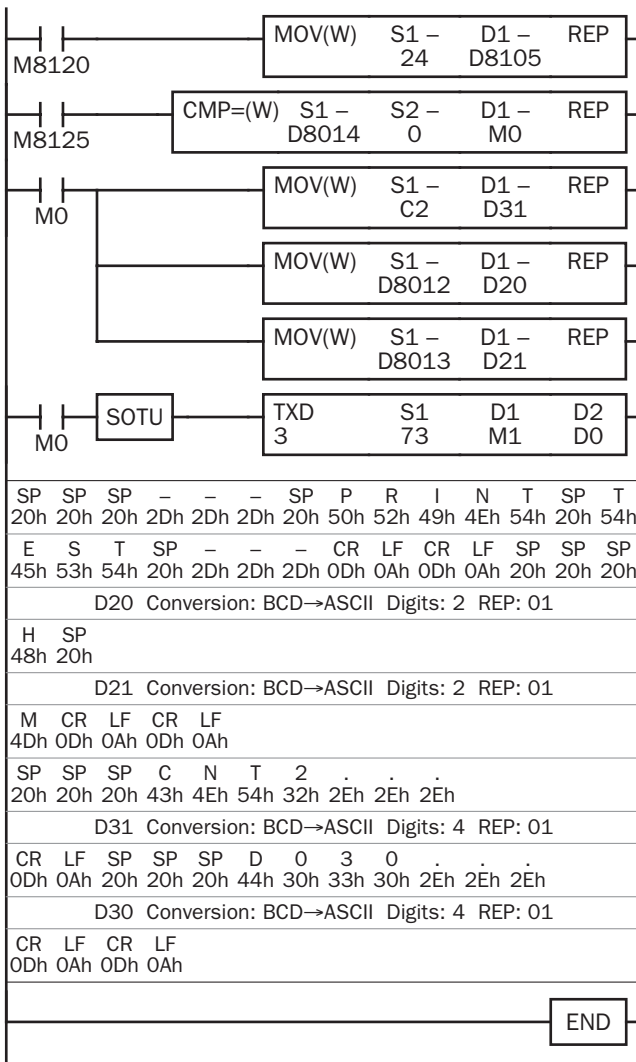 MOV(W) S1 – D1 – REP
M8120 24 D8105
CMP=(W) S1 – S2 – D1 – REP
M8125 D8014 0 M0
MOV(W) S1 – D1 – REP
M0 C2 D31
MOV(W) S1 – D1 – REP
D8012 D20
MOV(W) S1 – D1 – REP
D8013 D21
SOTU TXD S1 D1 D2
M0 3 73 M1 D0
SP SP SP – – – SP P R I N T SP T
20h 20h 20h 2Dh 2Dh 2Dh 20h 50h 52h 49h 4Eh 54h 20h 54h
E S T SP – – – CR LF CR LF SP SP SP
45h 53h 54h 20h 2Dh 2Dh 2Dh 0Dh 0Ah 0Dh 0Ah 20h 20h 20h
D20 Conversion: BCD→ASCII Digits: 2 REP: 01
H SP
48h 20h
D21 Conversion: BCD→ASCII Digits: 2 REP: 01
M CR LF CR LF
4Dh 0Dh 0Ah 0Dh 0Ah
SP SP SP C N T 2 . . .
20h 20h 20h 43h 4Eh 54h 32h 2Eh 2Eh 2Eh
D31 Conversion: BCD→ASCII Digits: 4 REP: 01
CR LF SP SP SP D 0 3 0 . . .
0Dh 0Ah 20h 20h 20h 44h 30h 33h 30h 2Eh 2Eh 2Eh
D30 Conversion: BCD→ASCII Digits: 4 REP: 01
CR LF CR LF
0Dh 0Ah 0Dh 0Ah
END